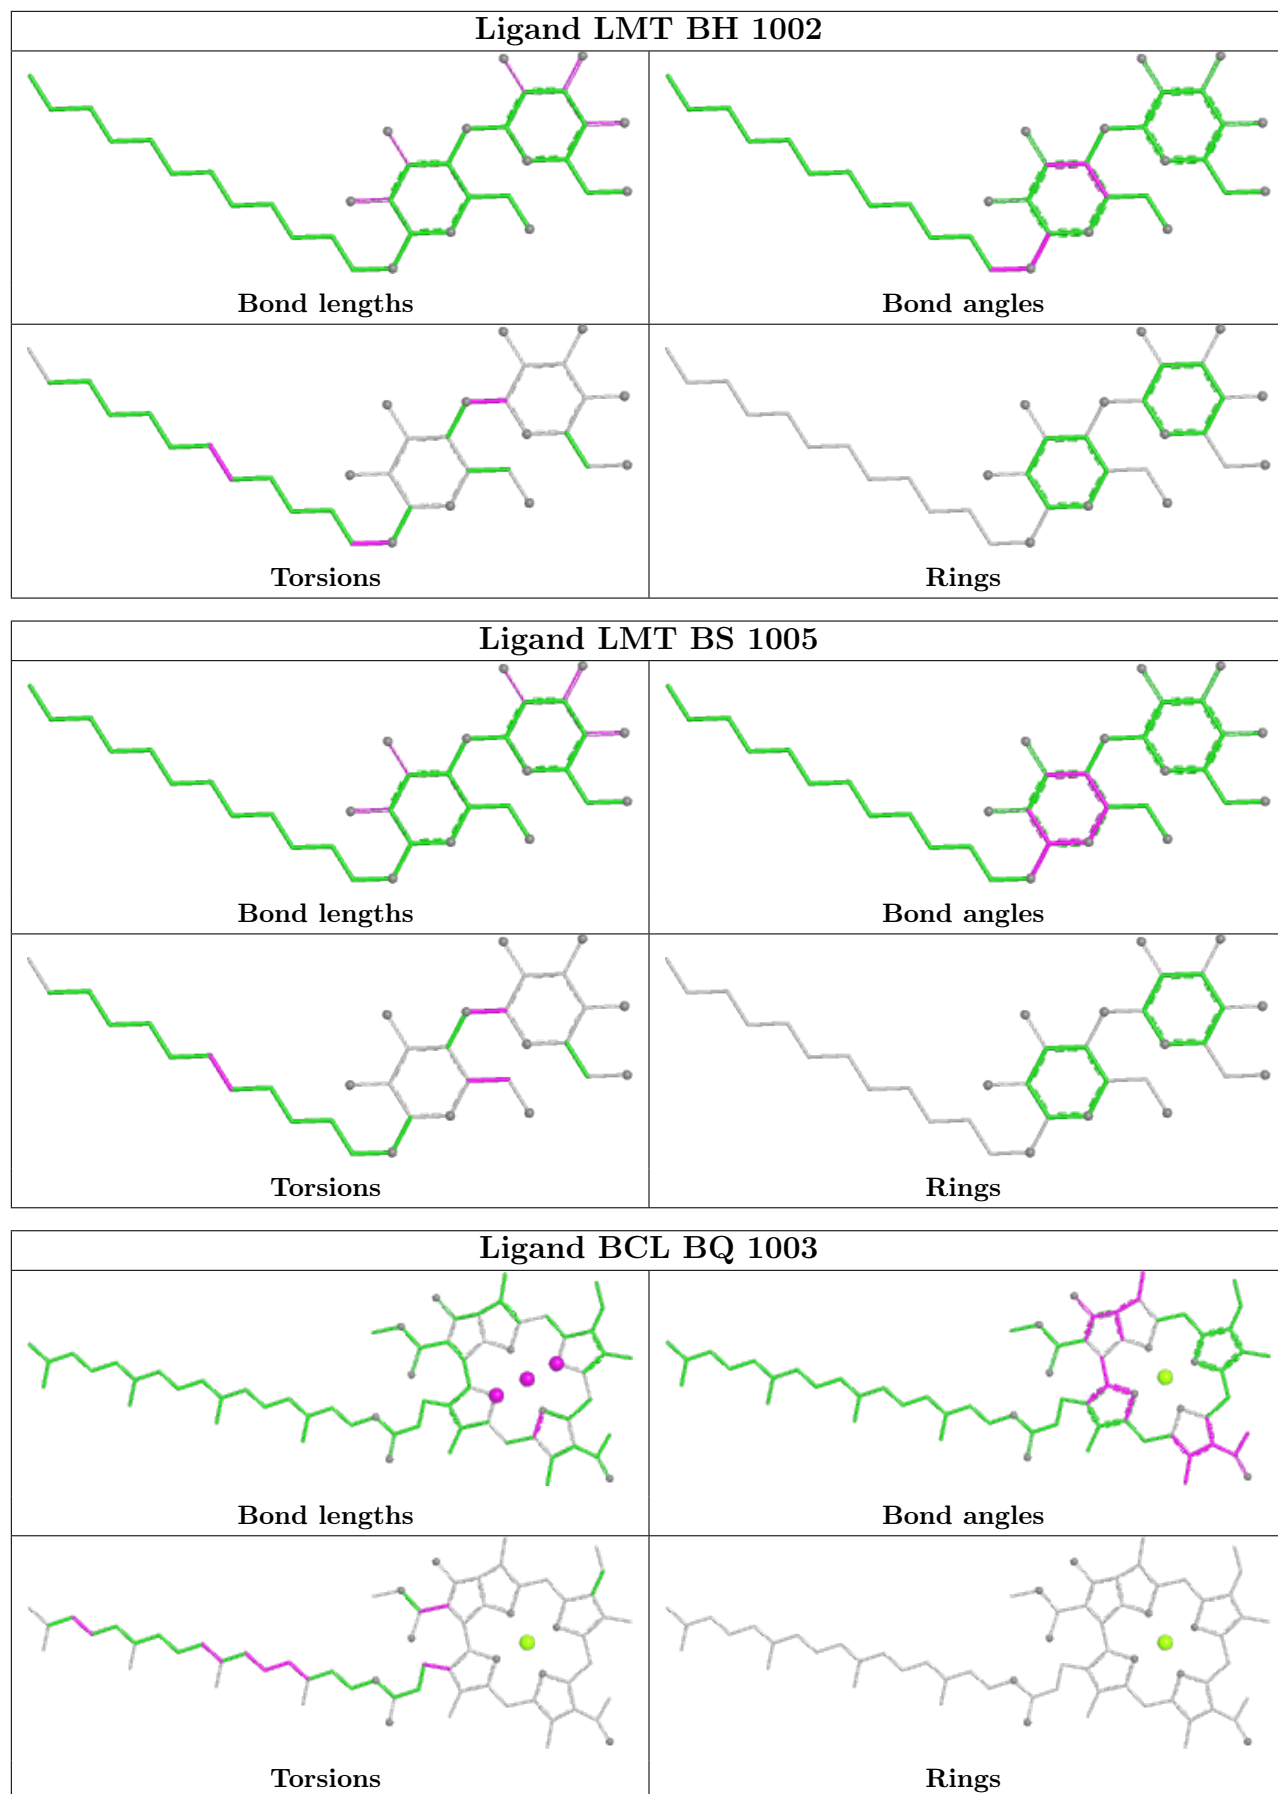 Ligand LMT BH 1002
Bond lengths
Bond angles
Torsions
Rings
Ligand LMT BS 1005
Bond lengths
Bond angles
Torsions
Rings
Ligand BCL BQ 1003
Bond lengths
Bond angles
Torsions
Rings